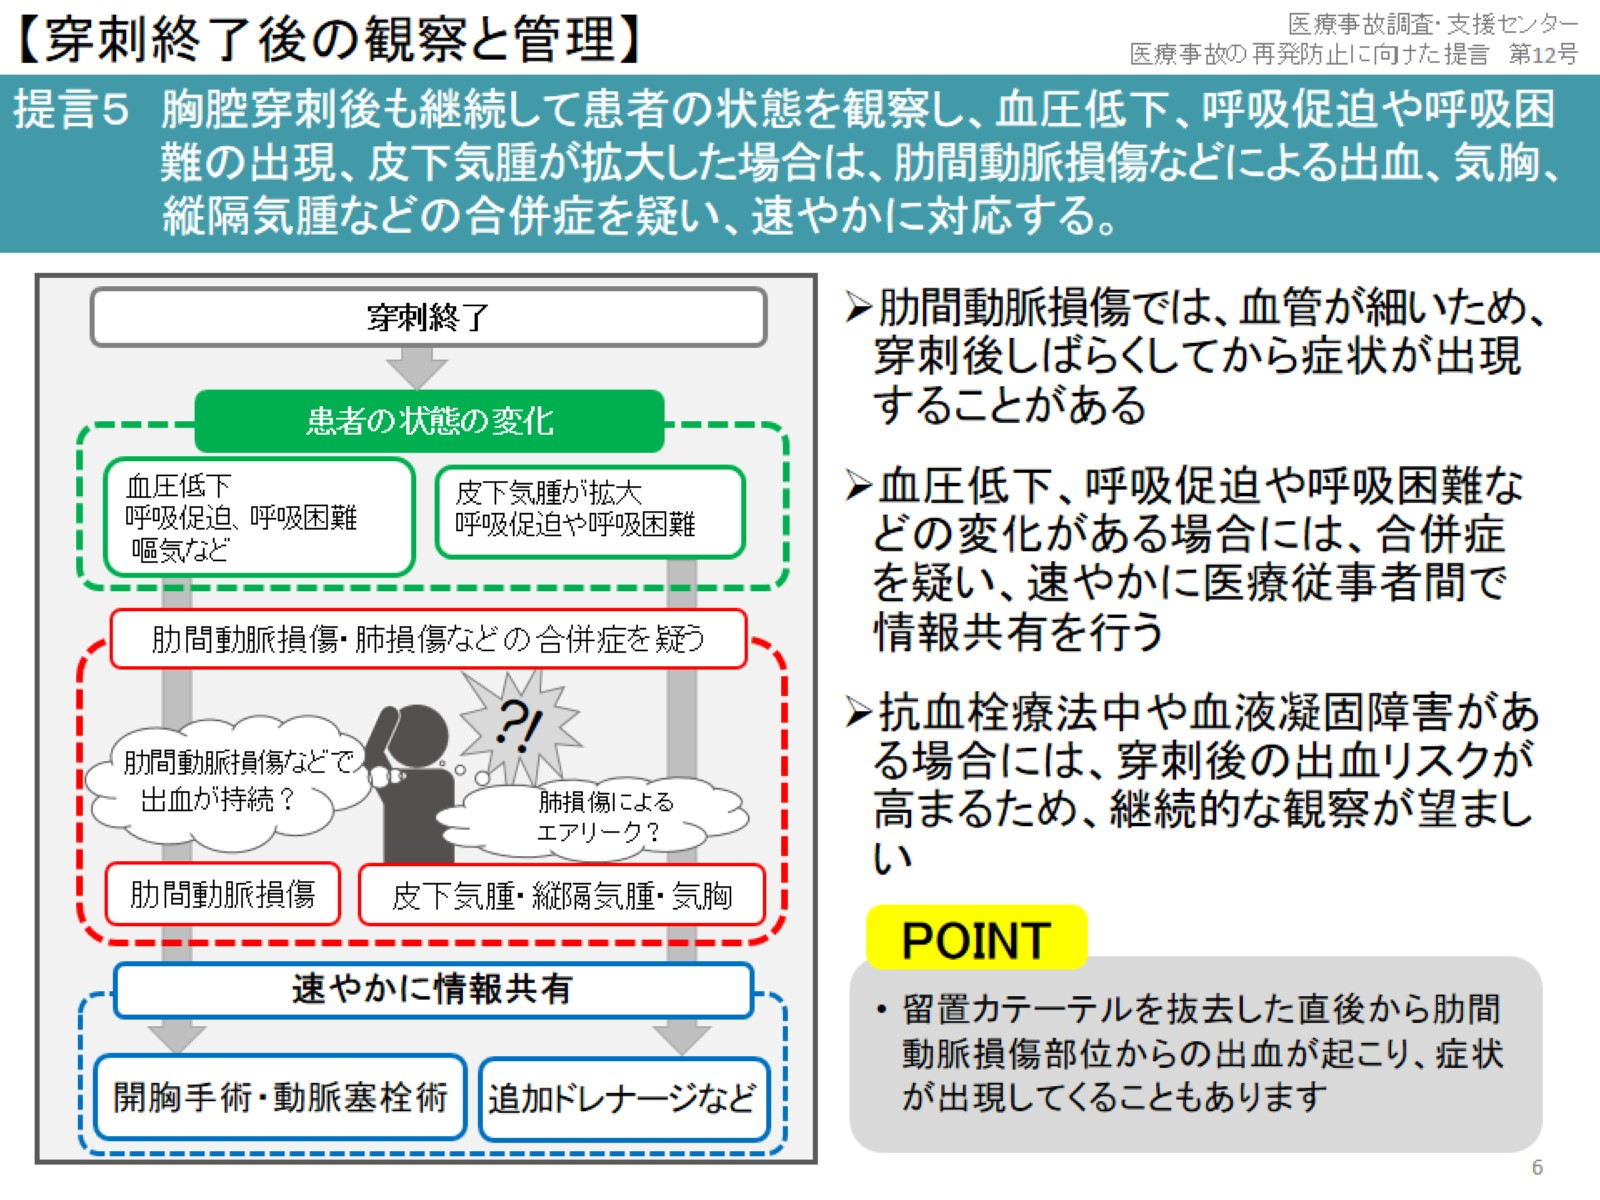 【穿刺終了後の観察と管理】
医療事故調査・支援センター
医療事故の再発防止に向けた提言　第12号
提言５　胸腔穿刺後も継続して患者の状態を観察し、血圧低下、呼吸促迫や呼吸困
難の出現、皮下気腫が拡大した場合は、肋間動脈損傷などによる出血、気胸、
縦隔気腫などの合併症を疑い、速やかに対応する。
穿刺終了
患者の状態の変化
血圧低下
呼吸促迫、呼吸困難
嘔気など
皮下気腫が拡大
呼吸促迫や呼吸困難
肋間動脈損傷・肺損傷などの合併症を疑う
?!
肋間動脈損傷などで
出血が持続？
肺損傷による
エアリーク？
肋間動脈損傷
皮下気腫・縦隔気腫・気胸
速やかに情報共有
開胸手術・動脈塞栓術
追加ドレナージなど
➢肋間動脈損傷では、血管が細いため、
穿刺後しばらくしてから症状が出現
することがある
➢血圧低下、呼吸促迫や呼吸困難な
どの変化がある場合には、合併症
を疑い、速やかに医療従事者間で
情報共有を行う
➢抗血栓療法中や血液凝固障害があ
る場合には、穿刺後の出血リスクが
高まるため、継続的な観察が望まし
い
POINT
• 留置カテーテルを抜去した直後から肋間
動脈損傷部位からの出血が起こり、症状
が出現してくることもあります
6